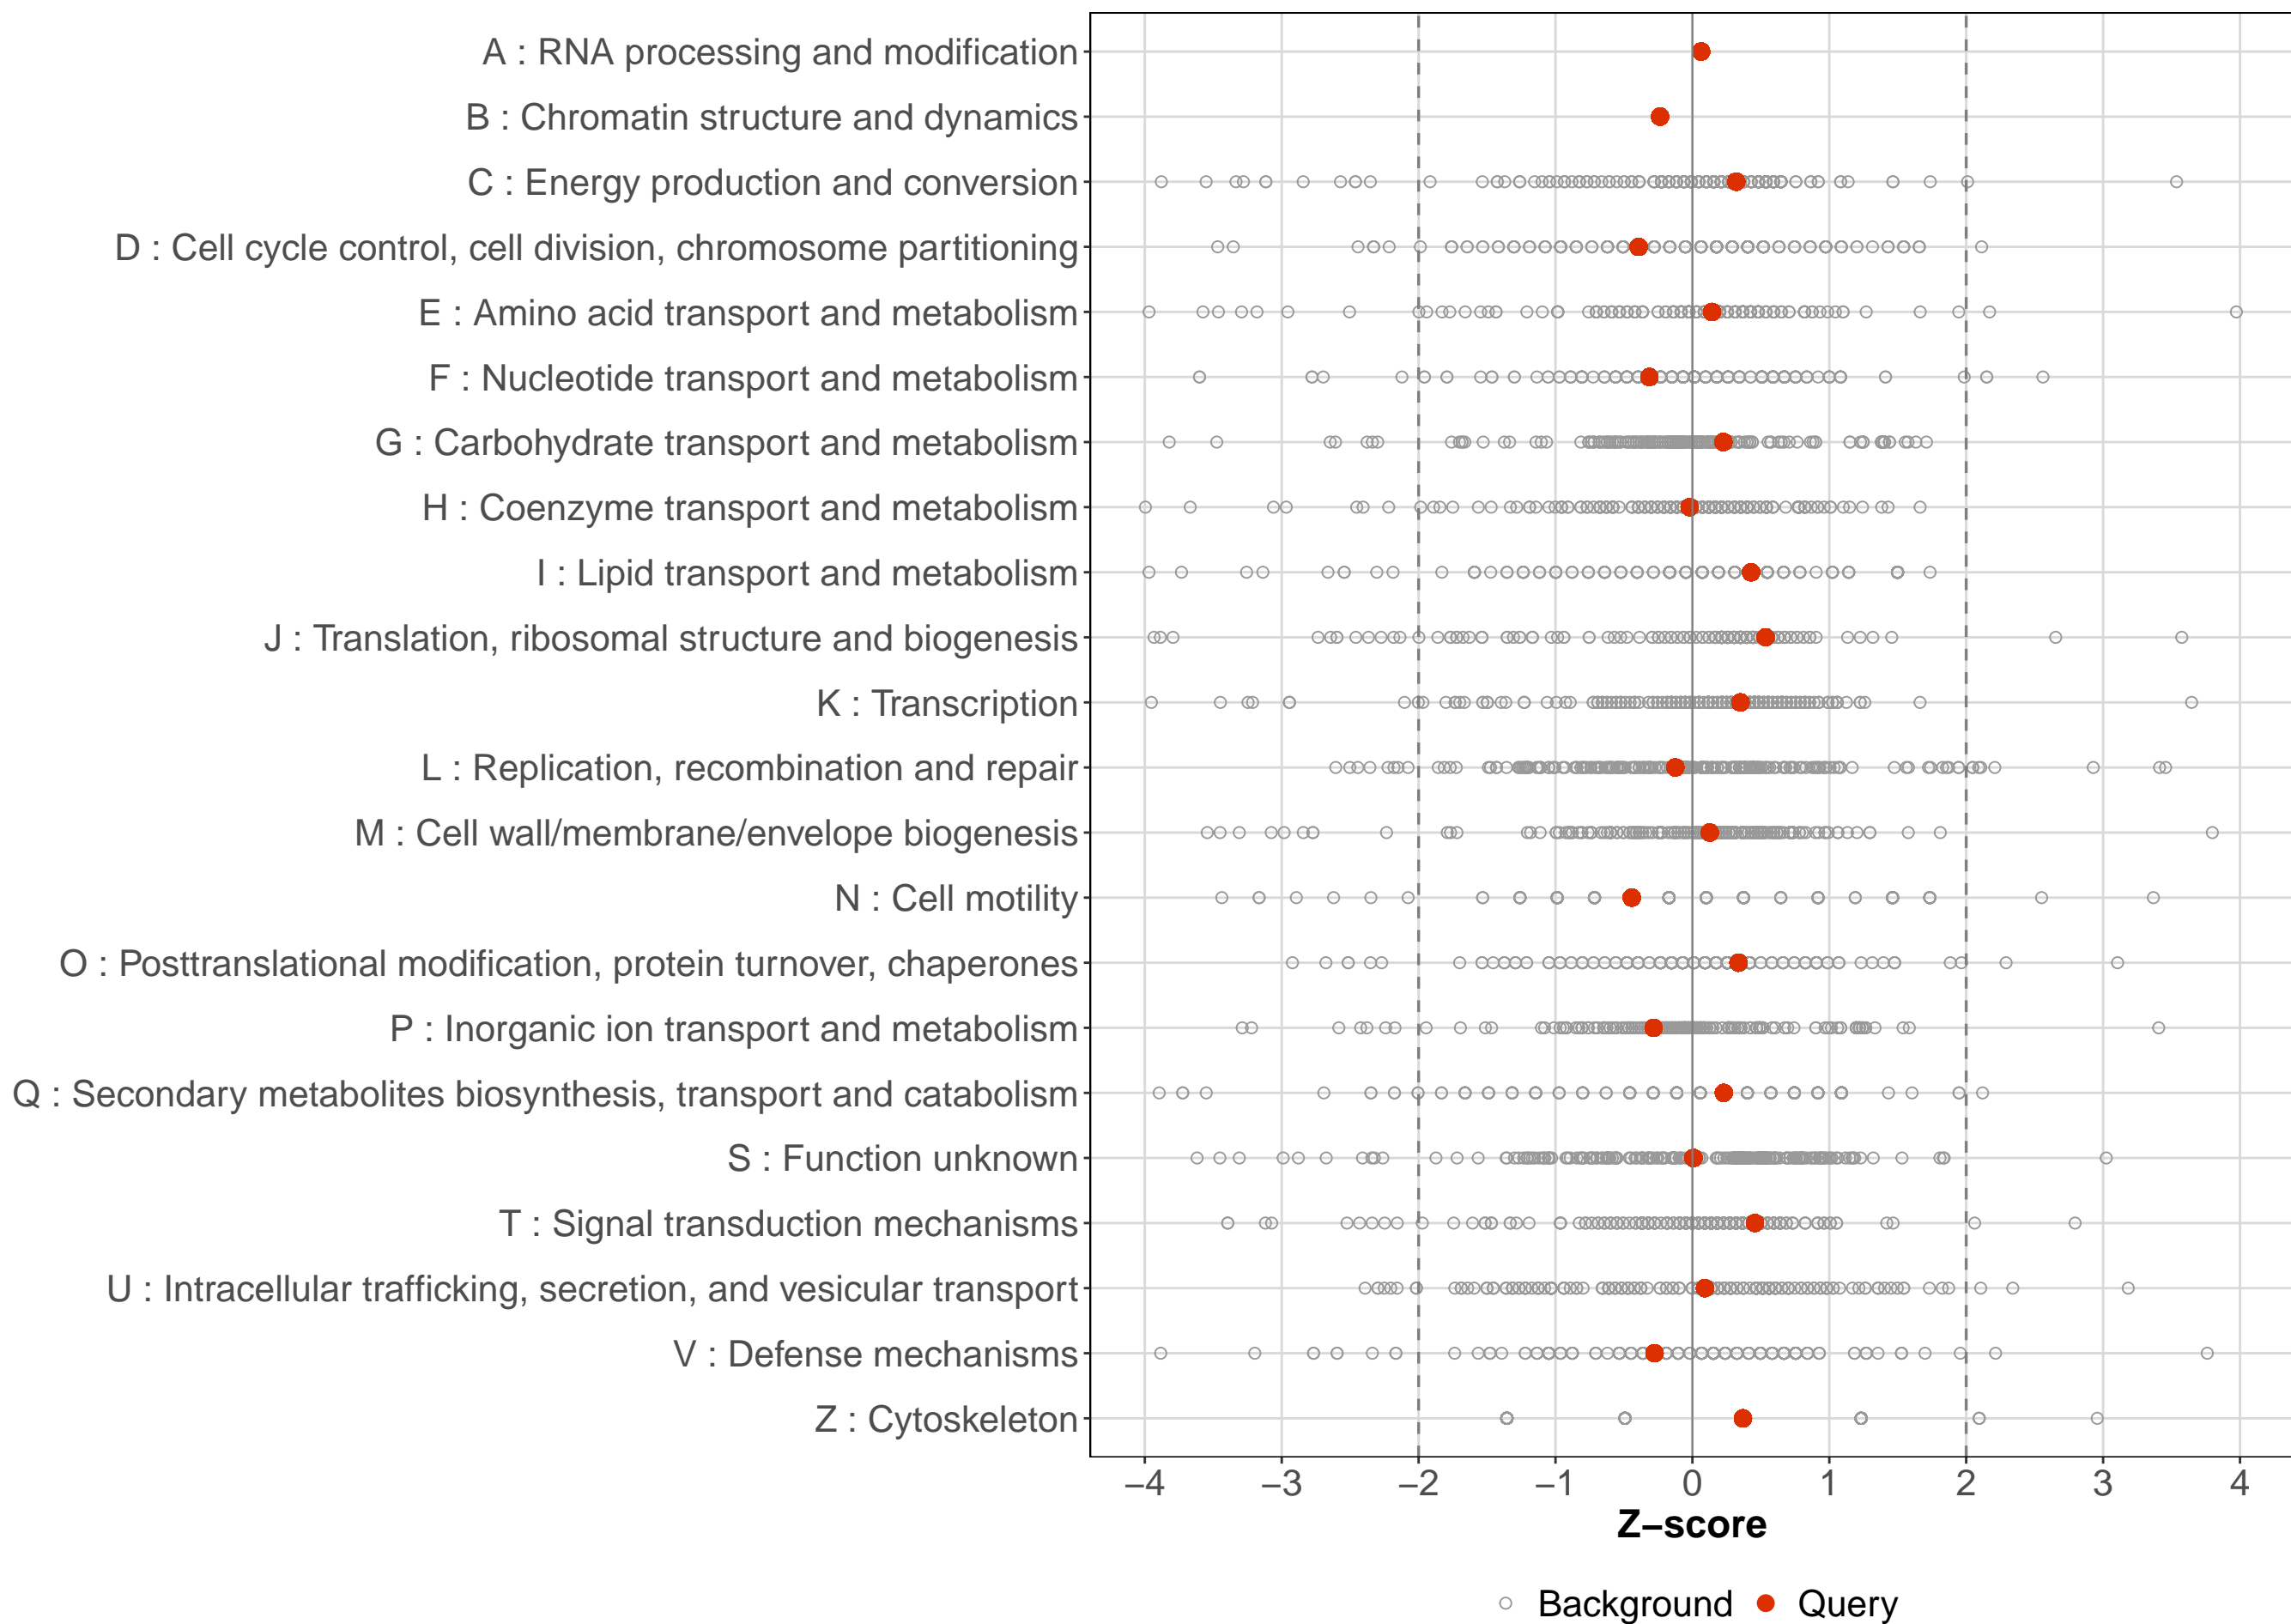 A : RNA processing and modification
B : Chromatin structure and dynamics
C : Energy production and conversion
D : Cell cycle control, cell division, chromosome partitioning
E : Amino acid transport and metabolism
F : Nucleotide transport and metabolism
G : Carbohydrate transport and metabolism
H : Coenzyme transport and metabolism
I : Lipid transport and metabolism
J : Translation, ribosomal structure and biogenesis
K : Transcription
L : Replication, recombination and repair
M : Cell wall/membrane/envelope biogenesis
N : Cell motility
O : Posttranslational modification, protein turnover, chaperones
P : Inorganic ion transport and metabolism
Q : Secondary metabolites biosynthesis, transport and catabolism
S : Function unknown
T : Signal transduction mechanisms
U : Intracellular trafficking, secretion, and vesicular transport
V : Defense mechanisms
Z : Cytoskeleton
−4 −3 −2 −1 0 1 2 3 4
Z−score
Background Query